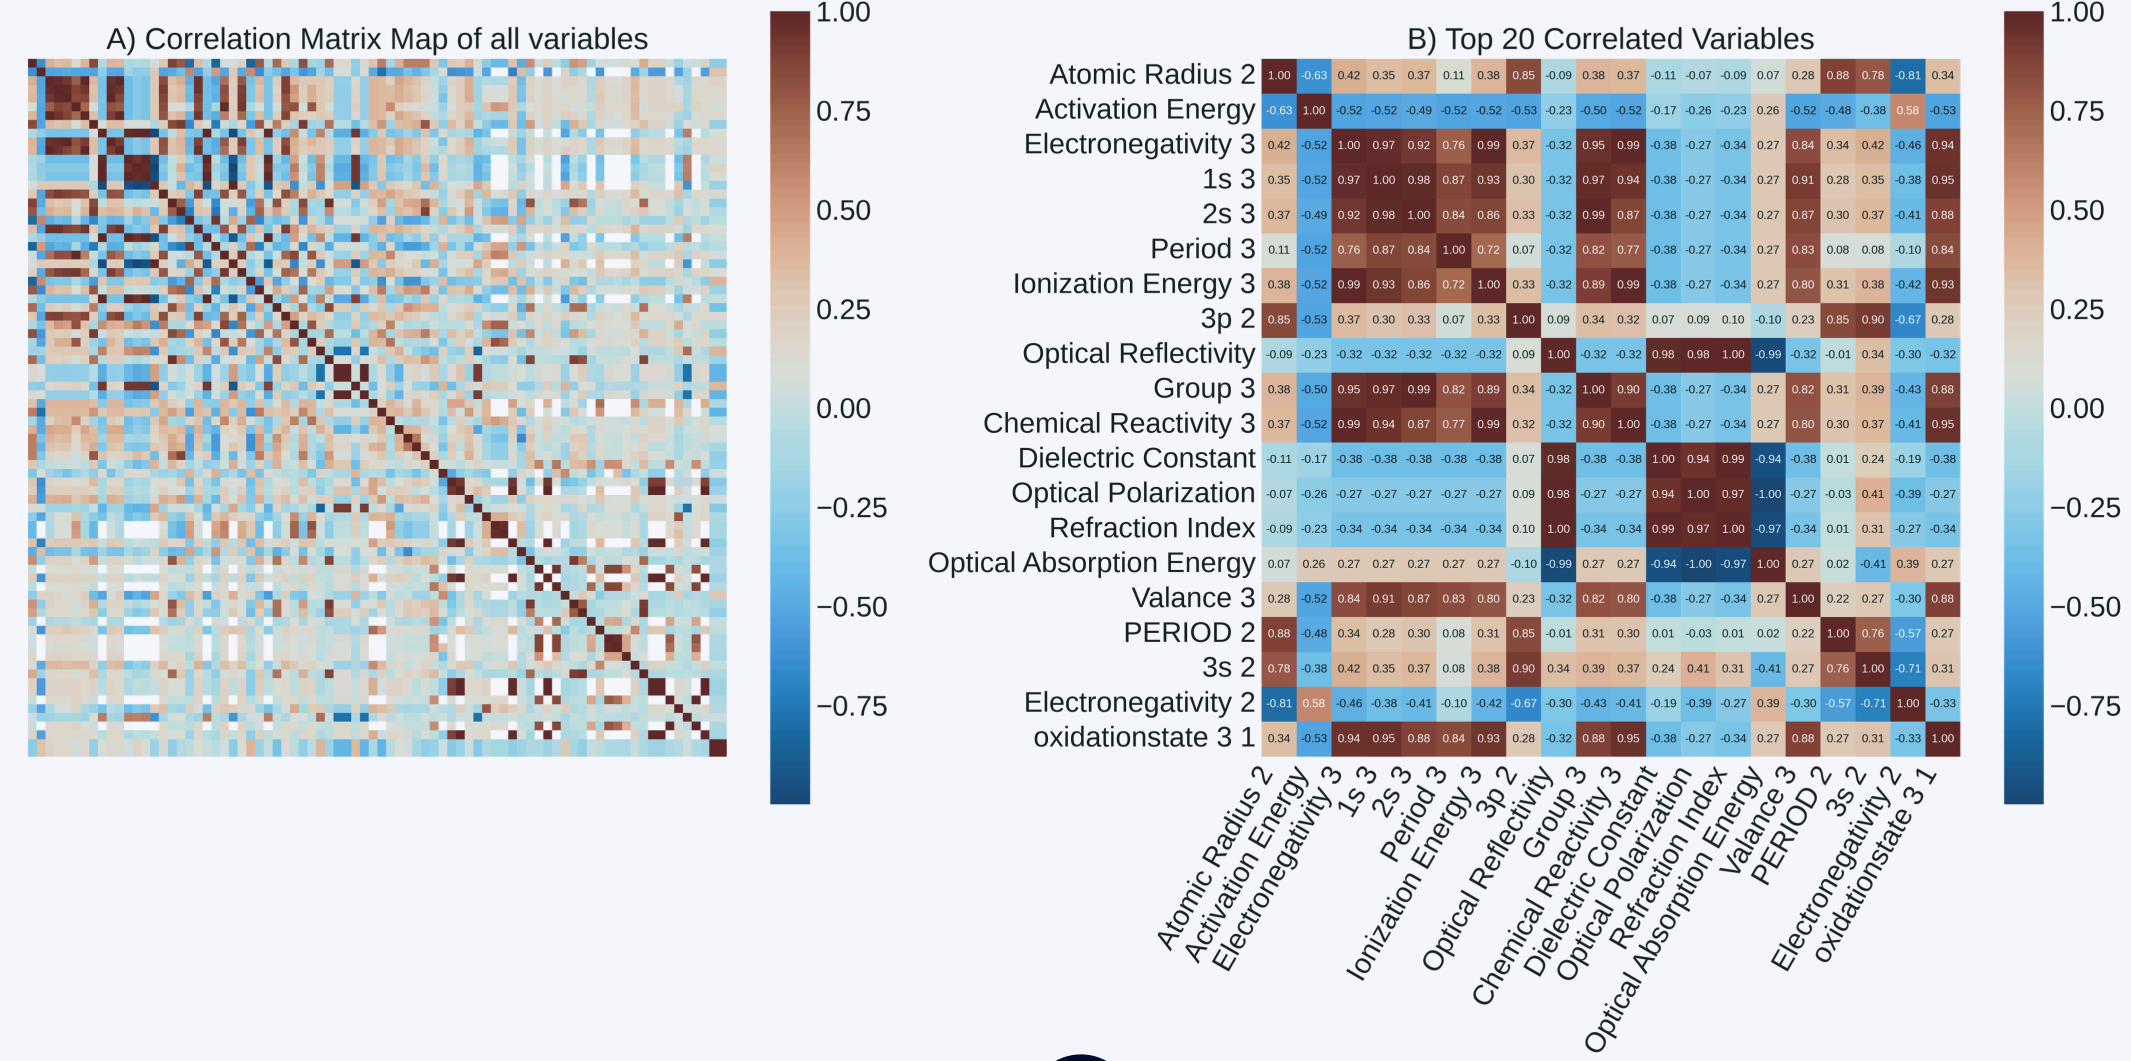 A) Correlation Matrix Map of all variables
1.00
0.75
0.50
0.25
0.00
−0.25
−0.50
−0.75
B) Top 20 Correlated Variables
Atomic Radius 2 1.00 -0.63 0.42 0.35 0.37 0.11 0.38 0.85 -0.09 0.38 0.37 -0.11 -0.07 -0.09 0.07 0.28 0.88 0.78 -0.81 0.34
Activation Energy -0.63 1.00 -0.52 -0.52 -0.49 -0.52 -0.52 -0.53 -0.23 -0.50 -0.52 -0.17 -0.26 -0.23 0.26 -0.52 -0.48 -0.38 0.58 -0.53
Electronegativity 3 0.42 -0.52 1.00 0.97 0.92 0.76 0.99 0.37 -0.32 0.95 0.99 -0.38 -0.27 -0.34 0.27 0.84 0.34 0.42 -0.46 0.94
1s 3 0.35 -0.52 0.97 1.00 0.98 0.87 0.93 0.30 -0.32 0.97 0.94 -0.38 -0.27 -0.34 0.27 0.91 0.28 0.35 -0.38 0.95
2s 3 0.37 -0.49 0.92 0.98 1.00 0.84 0.86 0.33 -0.32 0.99 0.87 -0.38 -0.27 -0.34 0.27 0.87 0.30 0.37 -0.41 0.88
Period 3 0.11 -0.52 0.76 0.87 0.84 1.00 0.72 0.07 -0.32 0.82 0.77 -0.38 -0.27 -0.34 0.27 0.83 0.08 0.08 -0.10 0.84
Ionization Energy 3 0.38 -0.52 0.99 0.93 0.86 0.72 1.00 0.33 -0.32 0.89 0.99 -0.38 -0.27 -0.34 0.27 0.80 0.31 0.38 -0.42 0.93
3p 2 0.85 -0.53 0.37 0.30 0.33 0.07 0.33 1.00 0.09 0.34 0.32 0.07 0.09 0.10 -0.10 0.23 0.85 0.90 -0.67 0.28
Optical Reflectivity -0.09 -0.23 -0.32 -0.32 -0.32 -0.32 -0.32 0.09 1.00 -0.32 -0.32 0.98 0.98 1.00 -0.99 -0.32 -0.01 0.34 -0.30 -0.32
Group 3 0.38 -0.50 0.95 0.97 0.99 0.82 0.89 0.34 -0.32 1.00 0.90 -0.38 -0.27 -0.34 0.27 0.82 0.31 0.39 -0.43 0.88
Chemical Reactivity 3 0.37 -0.52 0.99 0.94 0.87 0.77 0.99 0.32 -0.32 0.90 1.00 -0.38 -0.27 -0.34 0.27 0.80 0.30 0.37 -0.41 0.95
Dielectric Constant -0.11 -0.17 -0.38 -0.38 -0.38 -0.38 -0.38 0.07 0.98 -0.38 -0.38 1.00 0.94 0.99 -0.94 -0.38 0.01 0.24 -0.19 -0.38
Optical Polarization -0.07 -0.26 -0.27 -0.27 -0.27 -0.27 -0.27 0.09 0.98 -0.27 -0.27 0.94 1.00 0.97 -1.00 -0.27 -0.03 0.41 -0.39 -0.27
Refraction Index -0.09 -0.23 -0.34 -0.34 -0.34 -0.34 -0.34 0.10 1.00 -0.34 -0.34 0.99 0.97 1.00 -0.97 -0.34 0.01 0.31 -0.27 -0.34
Optical Absorption Energy 0.07 0.26 0.27 0.27 0.27 0.27 0.27 -0.10 -0.99 0.27 0.27 -0.94 -1.00 -0.97 1.00 0.27 0.02 -0.41 0.39 0.27
Valance 3 0.28 -0.52 0.84 0.91 0.87 0.83 0.80 0.23 -0.32 0.82 0.80 -0.38 -0.27 -0.34 0.27 1.00 0.22 0.27 -0.30 0.88
PERIOD 2 0.88 -0.48 0.34 0.28 0.30 0.08 0.31 0.85 -0.01 0.31 0.30 0.01 -0.03 0.01 0.02 0.22 1.00 0.76 -0.57 0.27
3s 2 0.78 -0.38 0.42 0.35 0.37 0.08 0.38 0.90 0.34 0.39 0.37 0.24 0.41 0.31 -0.41 0.27 0.76 1.00 -0.71 0.31
Electronegativity 2 -0.81 0.58 -0.46 -0.38 -0.41 -0.10 -0.42 -0.67 -0.30 -0.43 -0.41 -0.19 -0.39 -0.27 0.39 -0.30 -0.57 -0.71 1.00 -0.33
oxidationstate 3 1 0.34 -0.53 0.94 0.95 0.88 0.84 0.93 0.28 -0.32 0.88 0.95 -0.38 -0.27 -0.34 0.27 0.88 0.27 0.31 -0.33 1.00
Atomic Radius 2
Activation Energy
Electronegativity 3
1s 3
2s 3
Period 3
Ionization Energy 3
3p 2
Optical Reflectivity
Group 3
Chemical Reactivity 3
Dielectric Constant
Optical Polarization
Refraction Index
Optical Absorption Energy
Valance 3
PERIOD 2
3s 2
Electronegativity 2
oxidationstate 3 1
1.00
0.75
0.50
0.25
0.00
−0.25
−0.50
−0.75